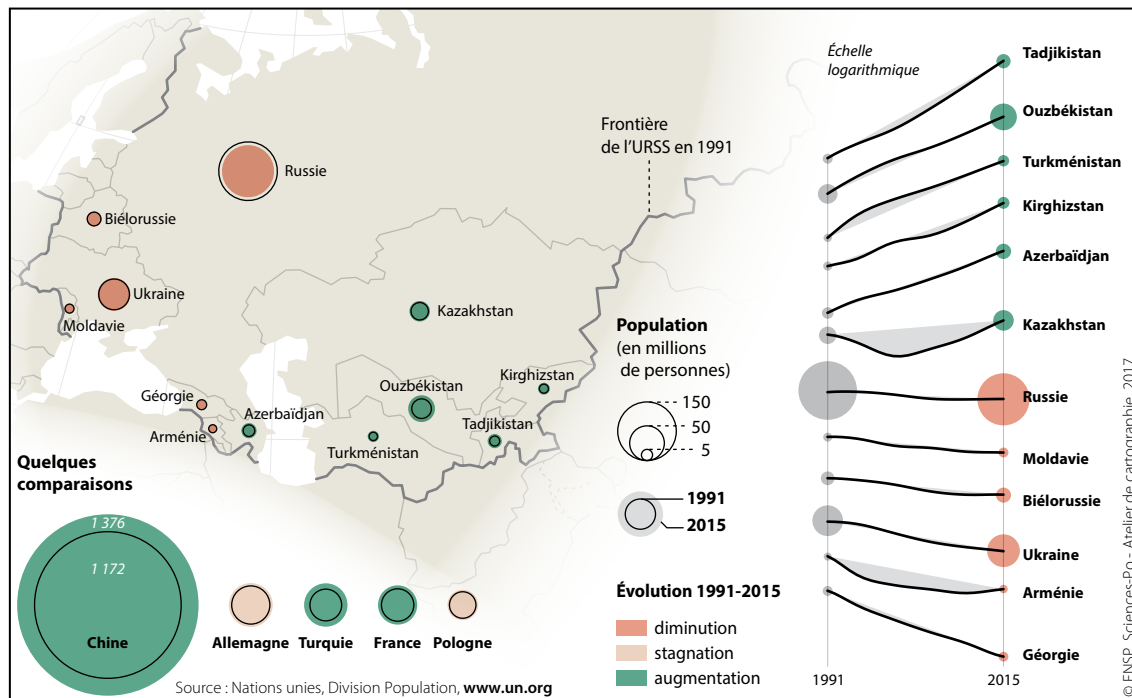 Frontière
de l'URSS en 1991
Russie
Biélorussie
Ukraine
Moldavie
Kazakhstan
Géorgie
Arménie
Azerbaïdjan
Ouzbékistan
Kirghizstan
Turkménistan
Tadjikistan
Quelques
comparaisons
1 376
1 172
Chine
Allemagne
Turquie
France
Pologne
Source : Nations unies, Division Population, www.un.org
Population
(en millions
de personnes)
150
50
5
1991
2015
Évolution 1991-2015
diminution
stagnation
augmentation
Échelle
logarithmique
Tadjikistan
Ouzbékistan
Turkménistan
Kirghizstan
Azerbaïdjan
Kazakhstan
Russie
Moldavie
Biélorussie
Ukraine
Arménie
Géorgie
1991
2015
© FNSP. Sciences-Po - Atelier de cartographie, 2017